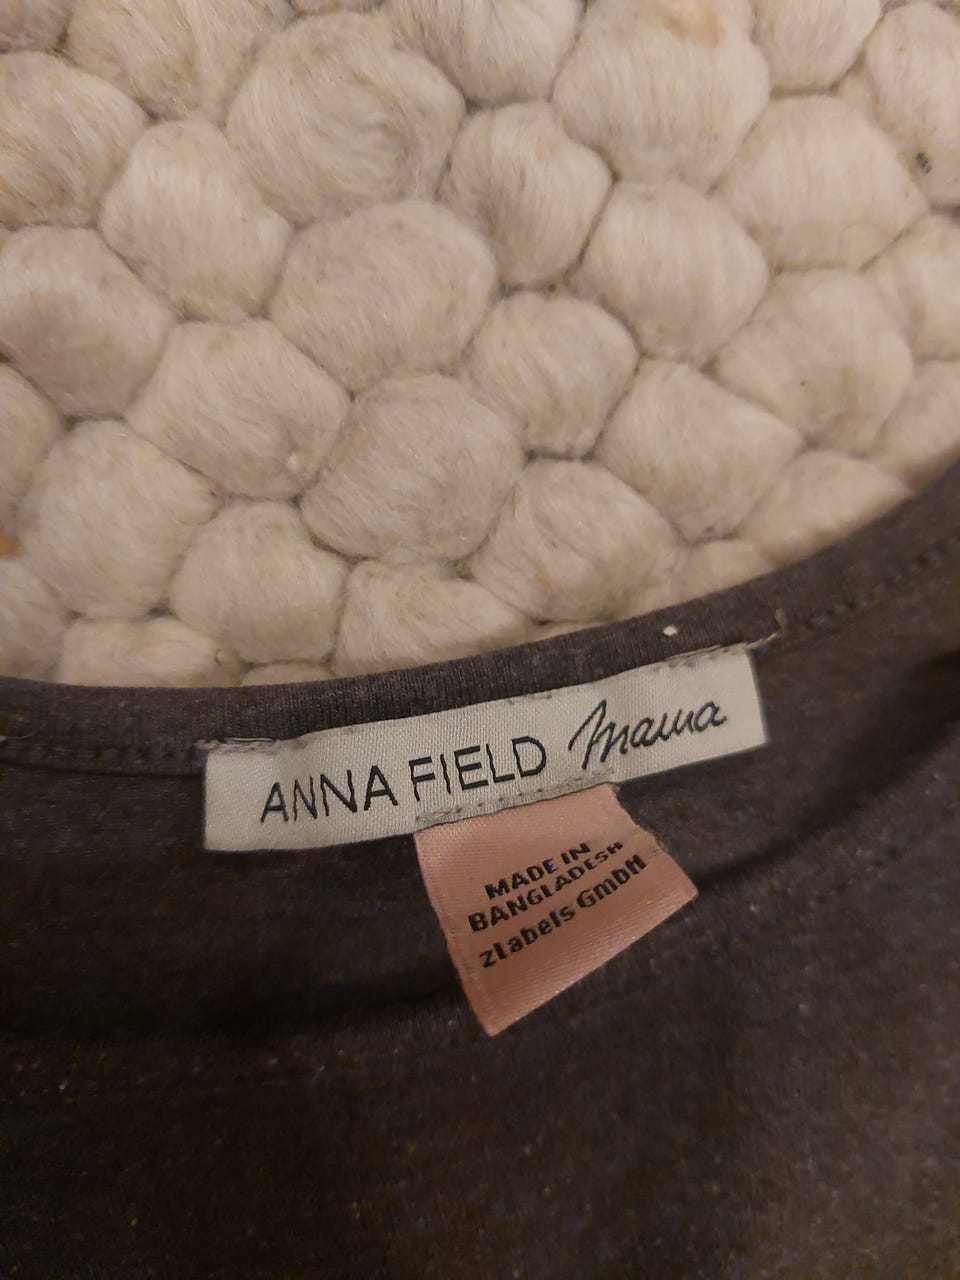 ANNA FIELD mama
MADE IN
BANGLADESH
zlabels GmbH